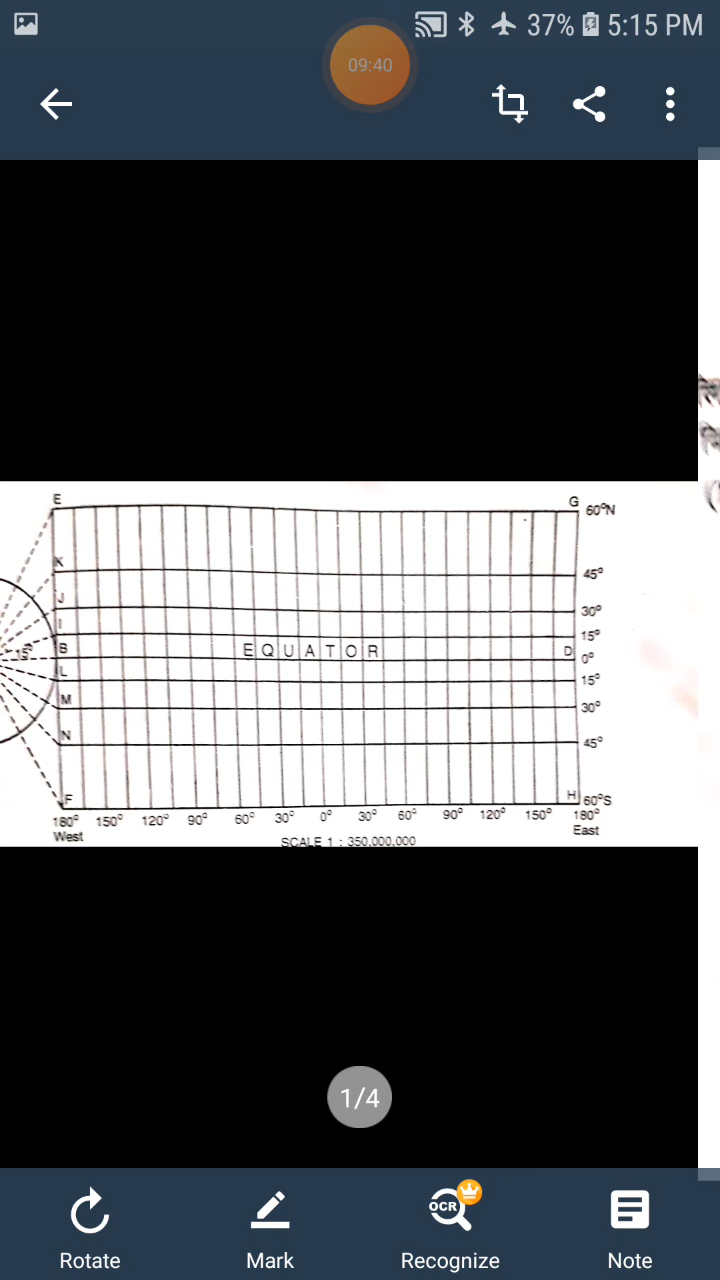 37% 5:15 PM
09:40
E
G 60°N
K
45°
J
30°
I
15°
15°
B EQUATOR D
0°
L
15°
M
30°
N
45°
F H 60°S
180° 150° 120° 90° 60° 30° 0° 30° 60° 90° 120° 150° 180°
West East
SCALE 1 : 350,000,000
1/4
OCR
Rotate Mark Recognize Note